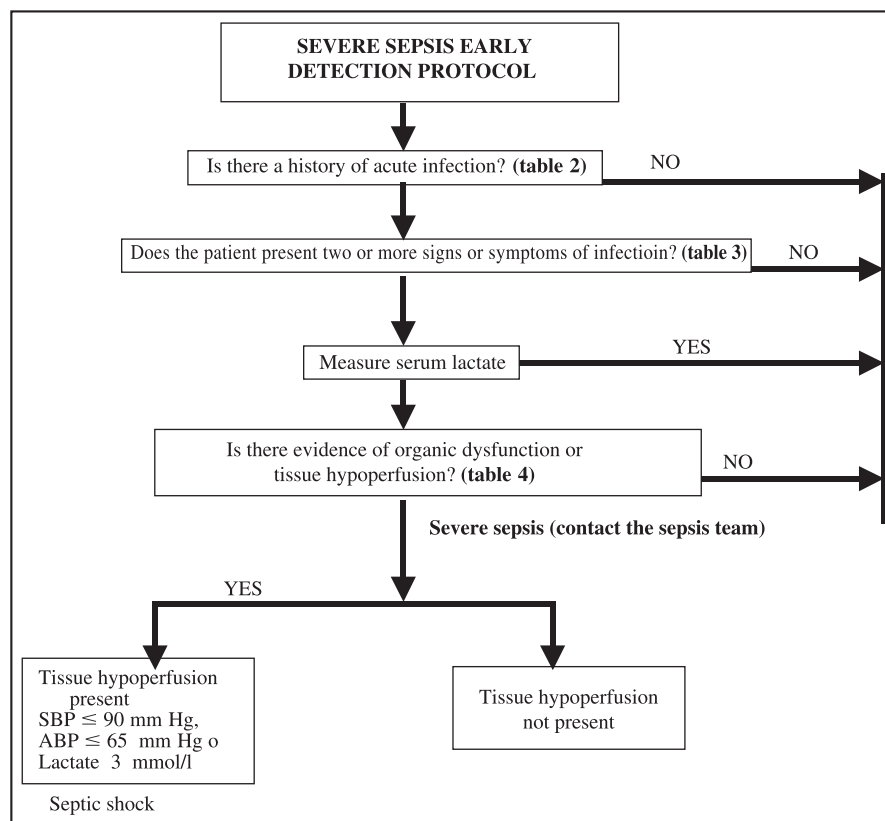 SEVERE SEPSIS EARLY
DETECTION PROTOCOL
Is there a history of acute infection? (table 2)
NO
Does the patient present two or more signs or symptoms of infectioin? (table 3)
NO
Measure serum lactate
YES
Is there evidence of organic dysfunction or
tissue hypoperfusion? (table 4)
NO
Severe sepsis (contact the sepsis team)
YES
Tissue hypoperfusion
present
SBP ≤ 90 mm Hg,
ABP ≤ 65 mm Hg o
Lactate 3 mmol/l
Septic shock
Tissue hypoperfusion
not present